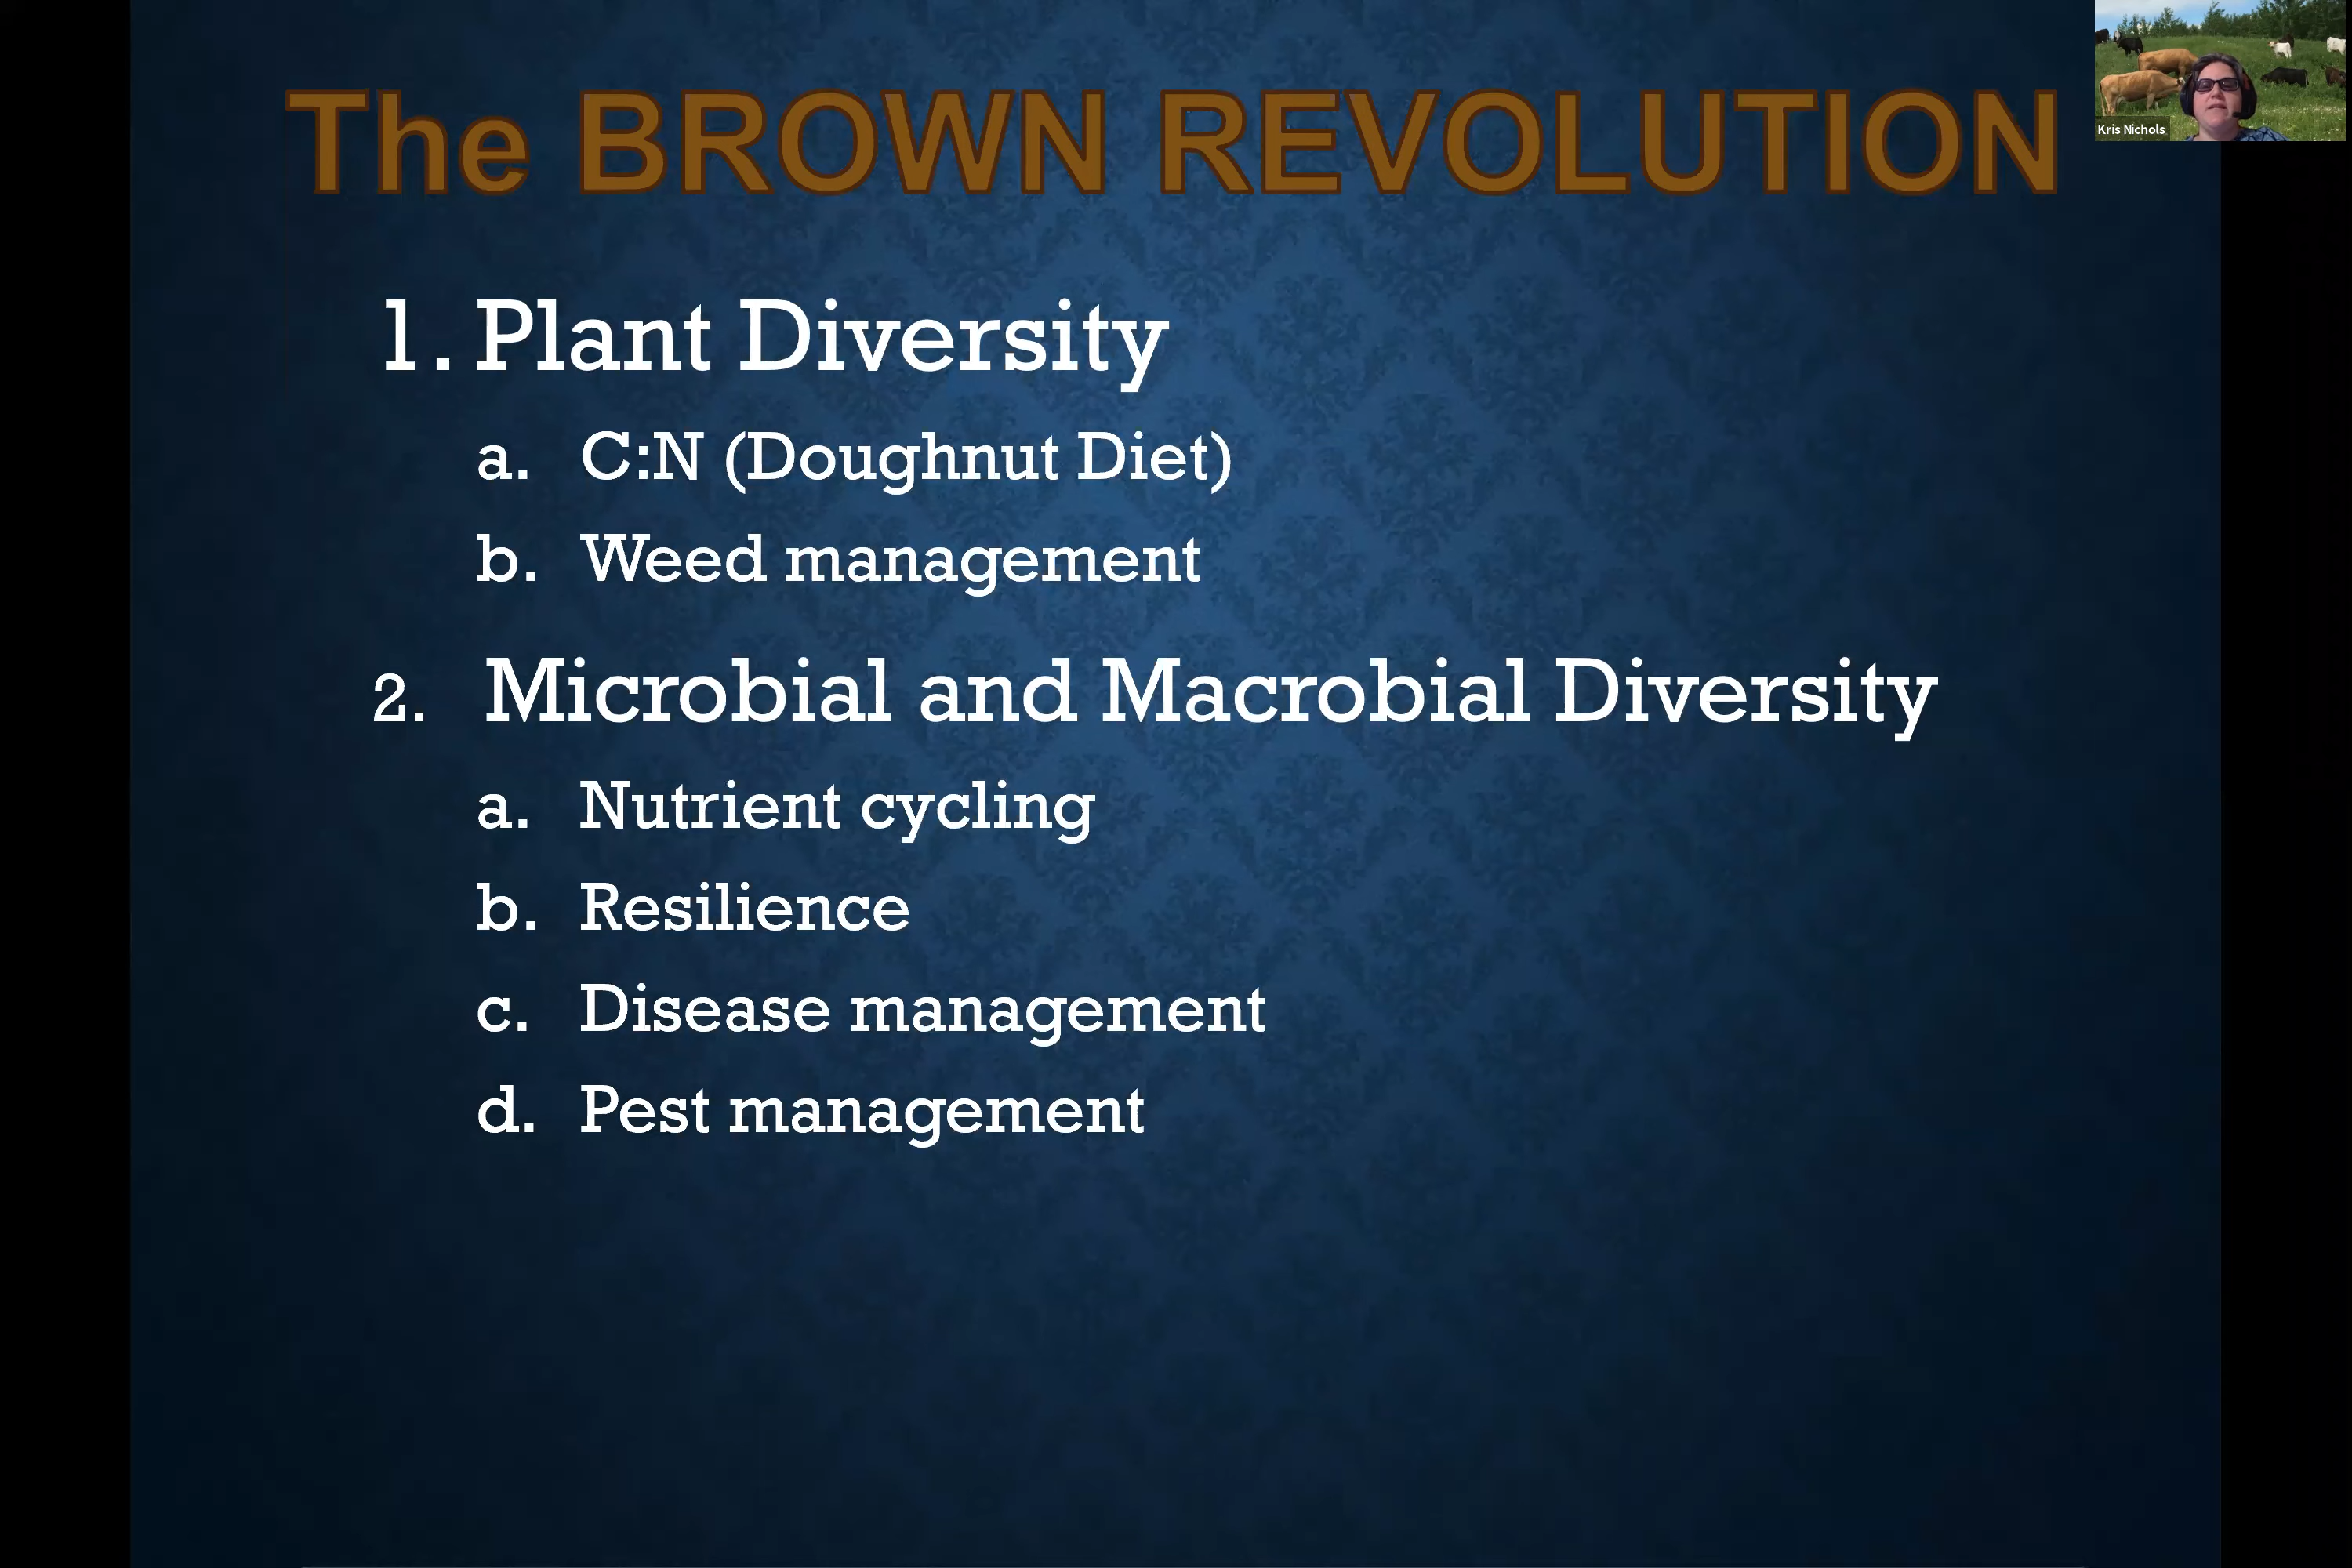 The BROWN REVOLUTION
Kris Nichols
1. Plant Diversity
a. C:N (Doughnut Diet)
b. Weed management
2. Microbial and Macrobial Diversity
a. Nutrient cycling
b. Resilience
c. Disease management
d. Pest management